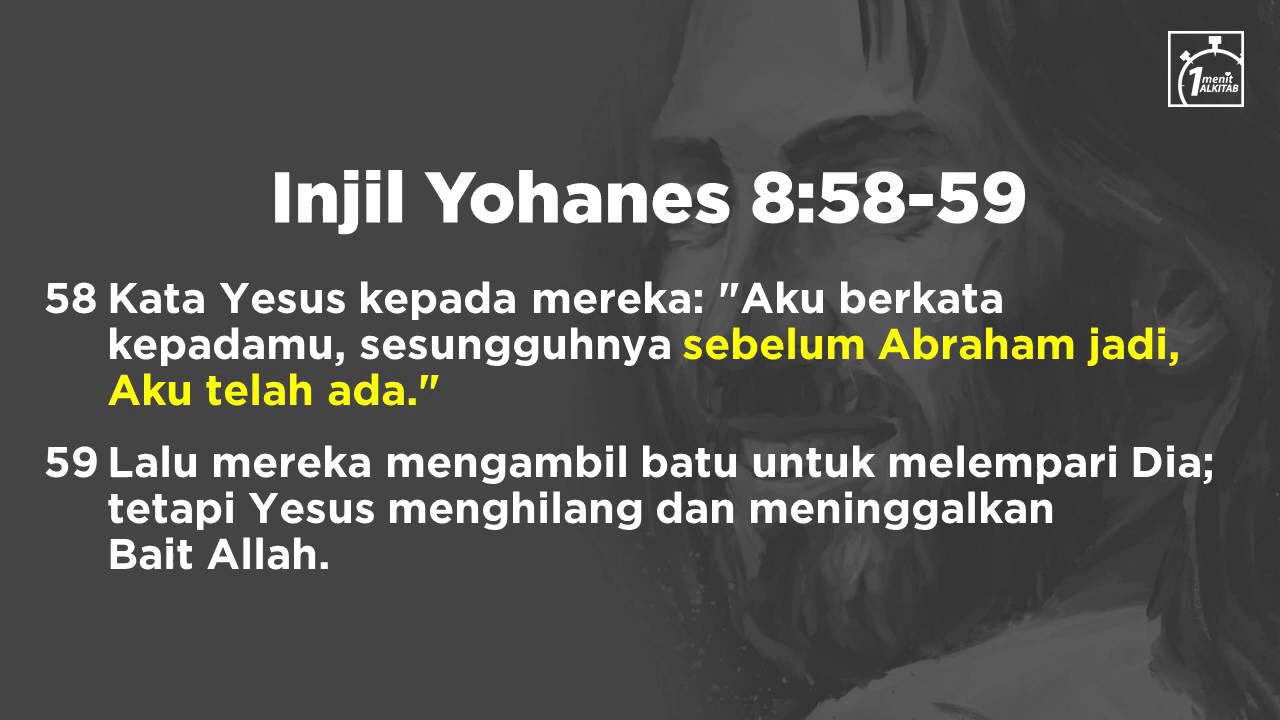 1 menit
ALKITAB
Injil Yohanes 8:58-59
58 Kata Yesus kepada mereka: "Aku berkata
kepadamu, sesungguhnya sebelum Abraham jadi,
Aku telah ada."
59 Lalu mereka mengambil batu untuk melempari Dia;
tetapi Yesus menghilang dan meninggalkan
Bait Allah.